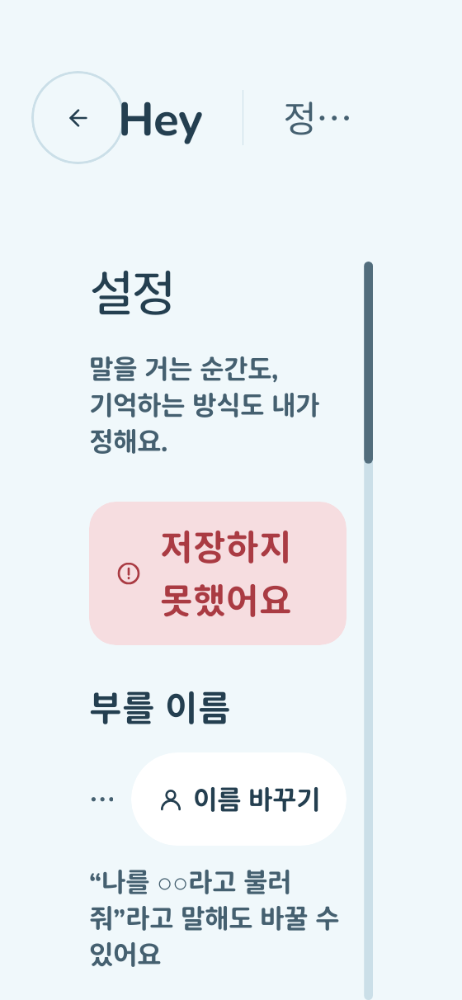 Hey 정…
설정
말을 거는 순간도,
기억하는 방식도 내가
정해요.
저장하지
못했어요
부를 이름
… 이름 바꾸기
“나를 ○○라고 불러
줘”라고 말해도 바꿀 수
있어요